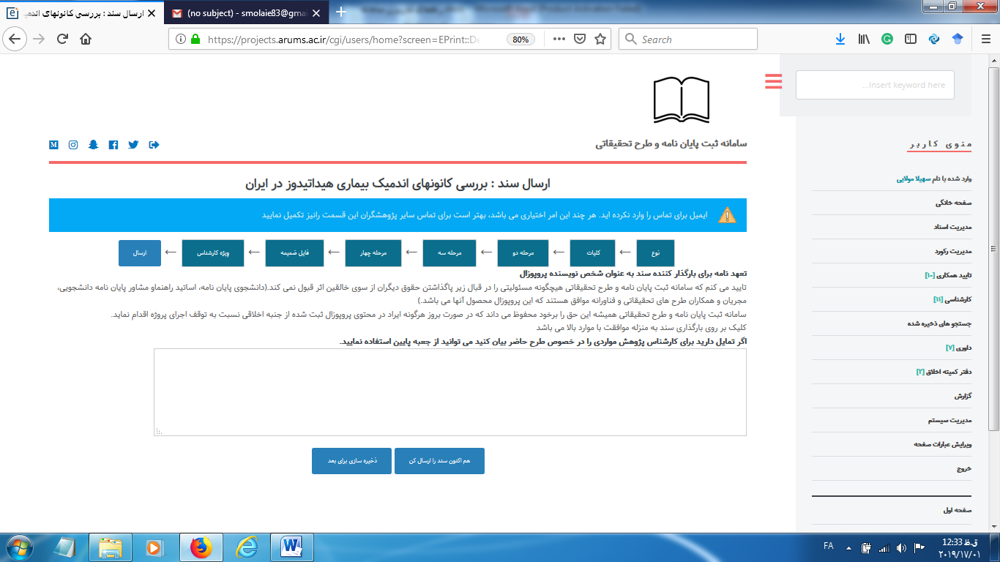 ارسال سند : بررسی کانونهای اندمیک
(no subject) - smolaie83@gmai
https://projects.arums.ac.ir/cgi/users/home?screen=EPrint::De
80%
Search
Insert keyword here...
سامانه ثبت پایان نامه و طرح تحقیقاتی
ارسال سند : بررسی کانونهای اندمیک بیماری هیداتیدوز در ایران
ایمیل برای تماس را وارد نکرده اید. هر چند این امر اختیاری می باشد، بهتر است برای تماس سایر پژوهشگران این قسمت رانیز تکمیل نمایید
نوع ← کلیات ← مرحله دو ← مرحله سه ← مرحله چهار ← فایل ضمیمه ← ویژه کارشناس ← ارسال
تعهد نامه برای بارگذار کننده سند به عنوان شخص نویسنده پروپوزال
تایید می کنم که سامانه ثبت پایان نامه و طرح تحقیقاتی هیچگونه مسئولیتی را در قبال زیر پاگذاشتن حقوق دیگران از سوی خالقین اثر قبول نمی کند.(دانشجوی پایان نامه، اساتید راهنماو مشاور پایان نامه دانشجویی،
مجریان و همکاران طرح های تحقیقاتی و فناورانه موافق هستند که این پروپوزال محصول آنها می باشد.)
سامانه ثبت پایان نامه و طرح تحقیقاتی همیشه این حق را برخود محفوظ می داند که در صورت بروز هرگونه ایراد در محتوی پروپوزال ثبت شده از جنبه اخلاقی نسبت به توقف اجرای پروژه اقدام نماید.
کلیک بر روی بارگذاری سند به منزله موافقت با موارد بالا می باشد
اگر تمایل دارید برای کارشناس پژوهش مواردی را در خصوص طرح حاضر بیان کنید می توانید از جعبه پایین استفاده نمایید.
هم اکنون سند را ارسال کن
ذخیره سازی برای بعد
منوی کاربر
وارد شده با نام سهیلا مولایی
صفحه خانگی
مدیریت اسناد
مدیریت رکورد
تایید همکاری [۱۰]
کارشناسی [۱۱]
جستجو های ذخیره شده
داوری [۷]
دفتر کمیته اخلاق [۲]
گزارش
مدیریت سیستم
ویرایش عبارات صفحه
خروج
صفحه اول
FA
12:33 ق.ظ
۲۰۱۹/۱۷/۰۱